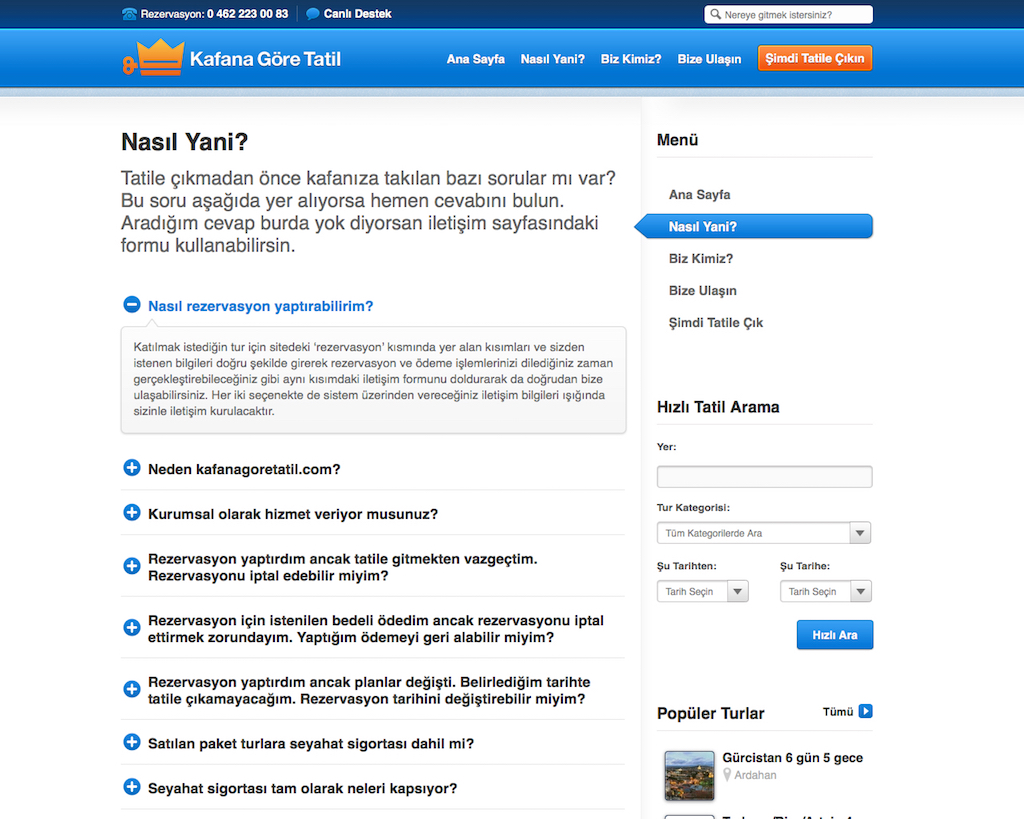 Rezervasyon: 0 462 223 00 83
Canlı Destek
Nereye gitmek istersiniz?
Kafana Göre Tatil
Ana Sayfa
Nasıl Yani?
Biz Kimiz?
Bize Ulaşın
Şimdi Tatile Çıkın
Nasıl Yani?
Tatile çıkmadan önce kafanıza takılan bazı sorular mı var?
Bu soru aşağıda yer alıyorsa hemen cevabını bulun.
Aradığım cevap burda yok diyorsan iletişim sayfasındaki
formu kullanabilirsin.
Nasıl rezervasyon yaptırabilirim?
Katılmak istediğin tur için sitedeki ‘rezervasyon’ kısmında yer alan kısımları ve sizden
istenen bilgileri doğru şekilde girerek rezervasyon ve ödeme işlemlerinizi dilediğiniz zaman
gerçekleştirebileceğiniz gibi aynı kısımdaki iletişim formunu doldurarak da doğrudan bize
ulaşabilirsiniz. Her iki seçenekte de sistem üzerinden vereceğiniz iletişim bilgileri ışığında
sizinle iletişim kurulacaktır.
Neden kafanagoretatil.com?
Kurumsal olarak hizmet veriyor musunuz?
Rezervasyon yaptırdım ancak tatile gitmekten vazgeçtim.
Rezervasyonu iptal edebilir miyim?
Rezervasyon için istenilen bedeli ödedim ancak rezervasyonu iptal
ettirmek zorundayım. Yaptığım ödemeyi geri alabilir miyim?
Rezervasyon yaptırdım ancak planlar değişti. Belirlediğim tarihte
tatile çıkamayacağım. Rezervasyon tarihini değiştirebilir miyim?
Satılan paket turlara seyahat sigortası dahil mi?
Seyahat sigortası tam olarak neleri kapsıyor?
Menü
Ana Sayfa
Nasıl Yani?
Biz Kimiz?
Bize Ulaşın
Şimdi Tatile Çık
Hızlı Tatil Arama
Yer:
Tur Kategorisi:
Tüm Kategorilerde Ara
Şu Tarihten:
Şu Tarihe:
Tarih Seçin
Tarih Seçin
Hızlı Ara
Popüler Turlar
Tümü
Gürcistan 6 gün 5 gece
Ardahan